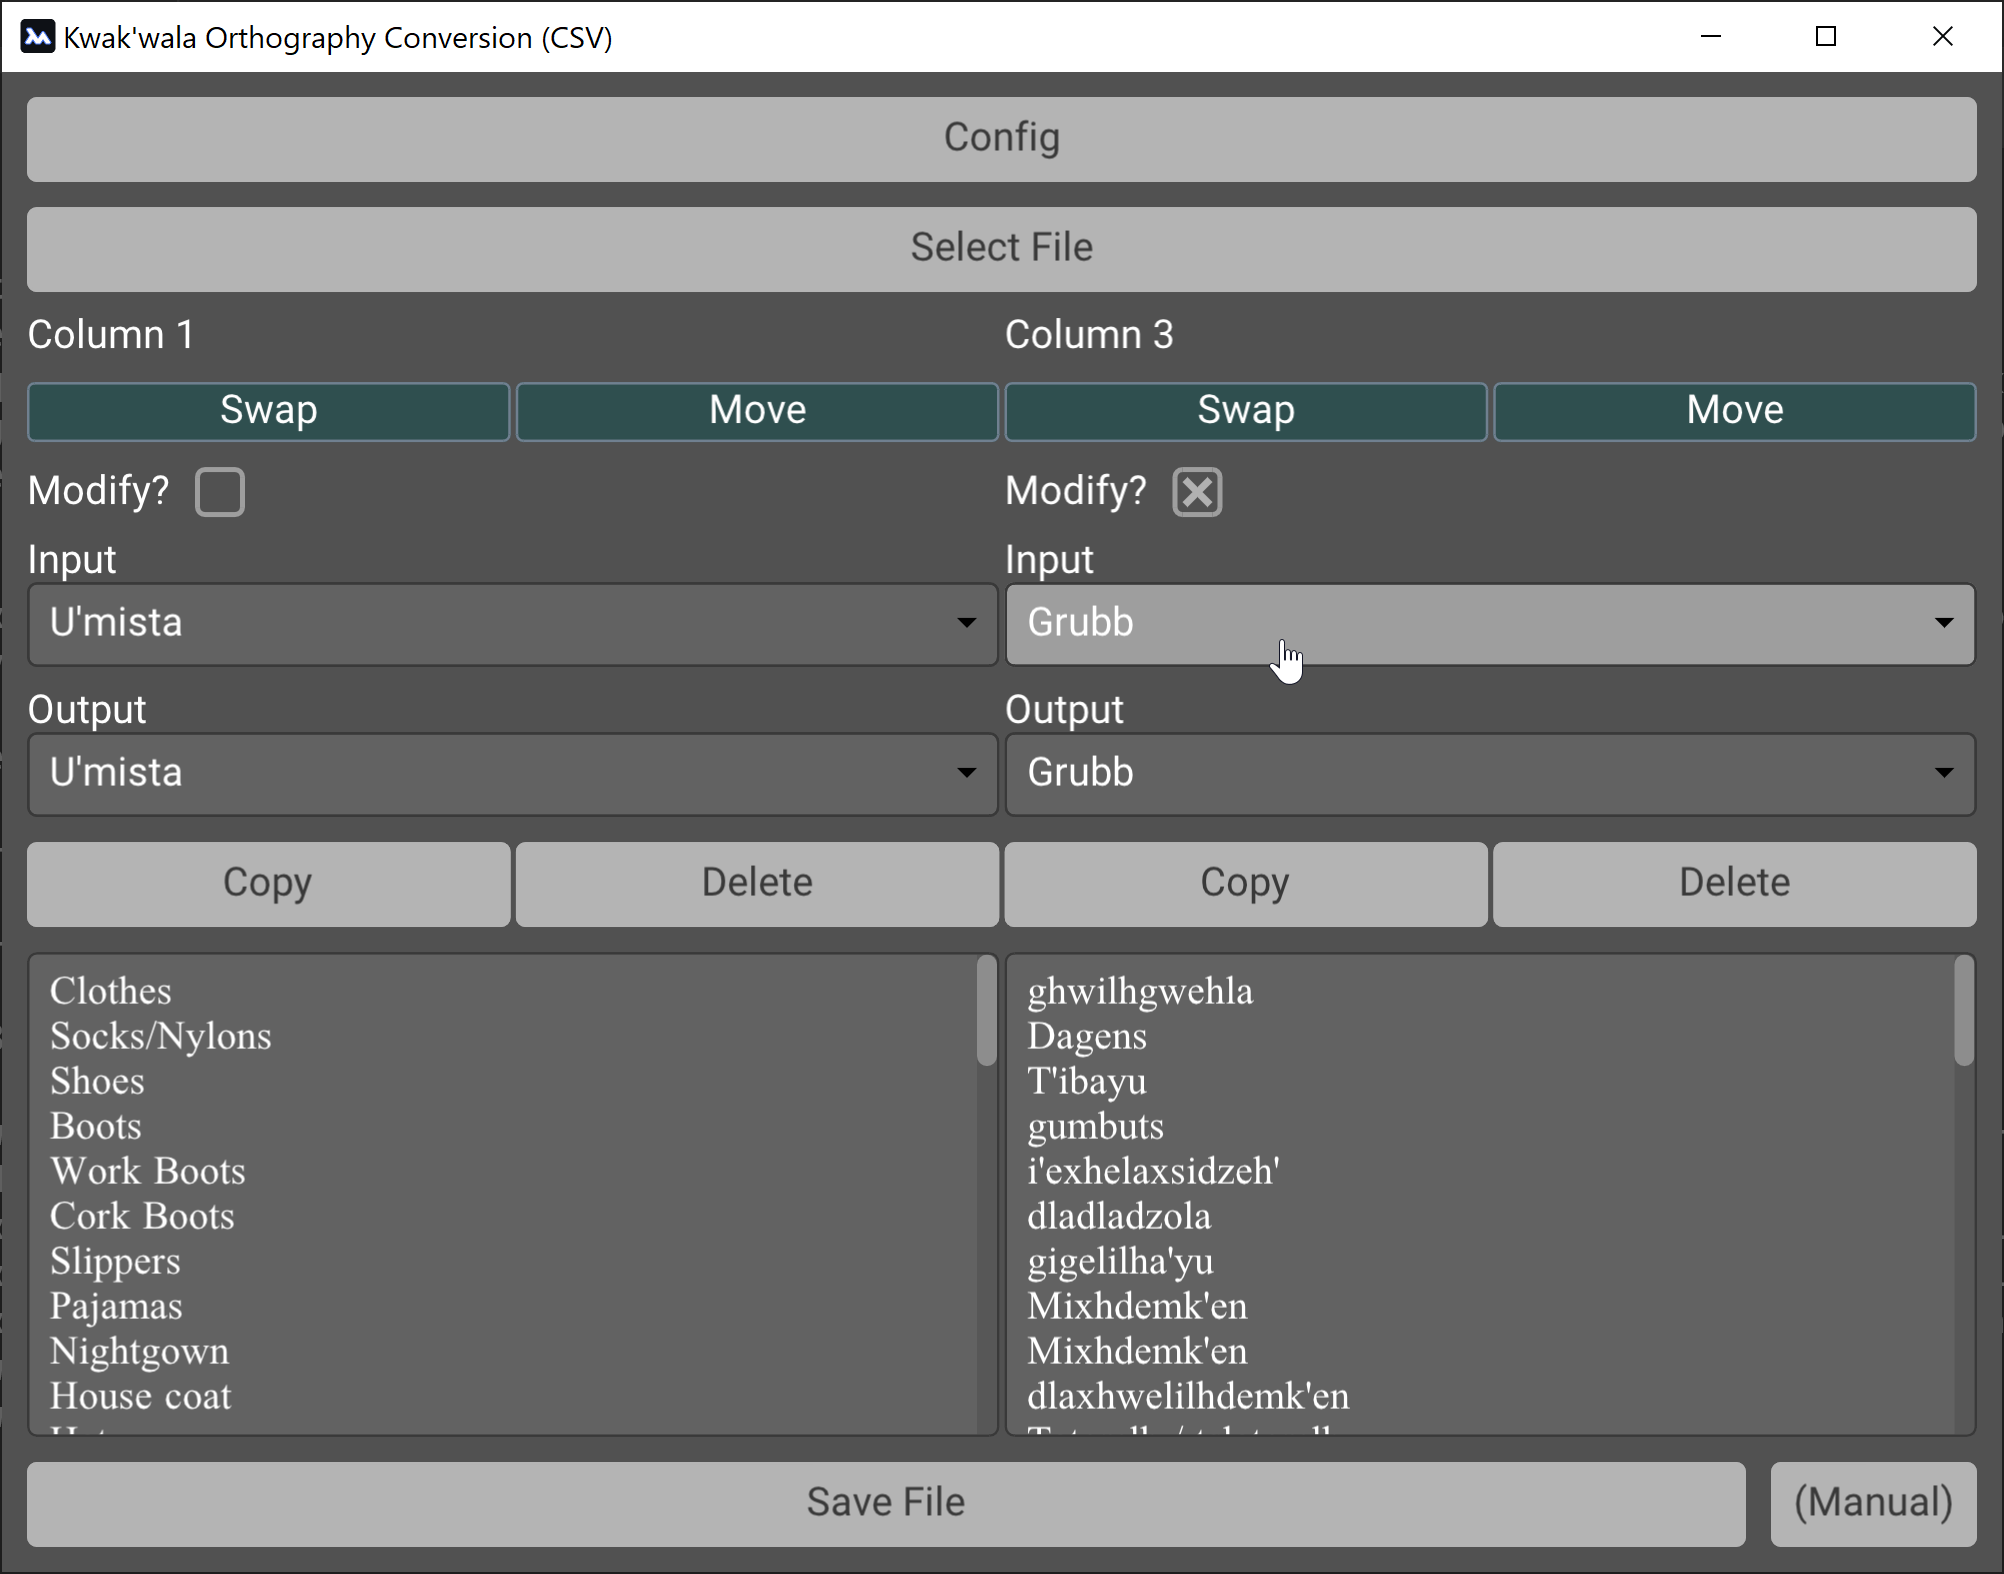 Kwak'wala Orthography Conversion (CSV)
Config
Select File
Column 1
Column 3
Swap
Move
Swap
Move
Modify?
Modify?
Input
Input
U'mista
Grubb
Output
Output
U'mista
Grubb
Copy
Delete
Copy
Delete
Clothes
Socks/Nylons
Shoes
Boots
Work Boots
Cork Boots
Slippers
Pajamas
Nightgown
House coat
ghwilhgwehla
Dagens
T'ibayu
gumbuts
i'exhelaxsidzeh'
dladladzola
gigelilha'yu
Mixhdemk'en
Mixhdemk'en
dlaxhwelilhdemk'en
Save File
(Manual)